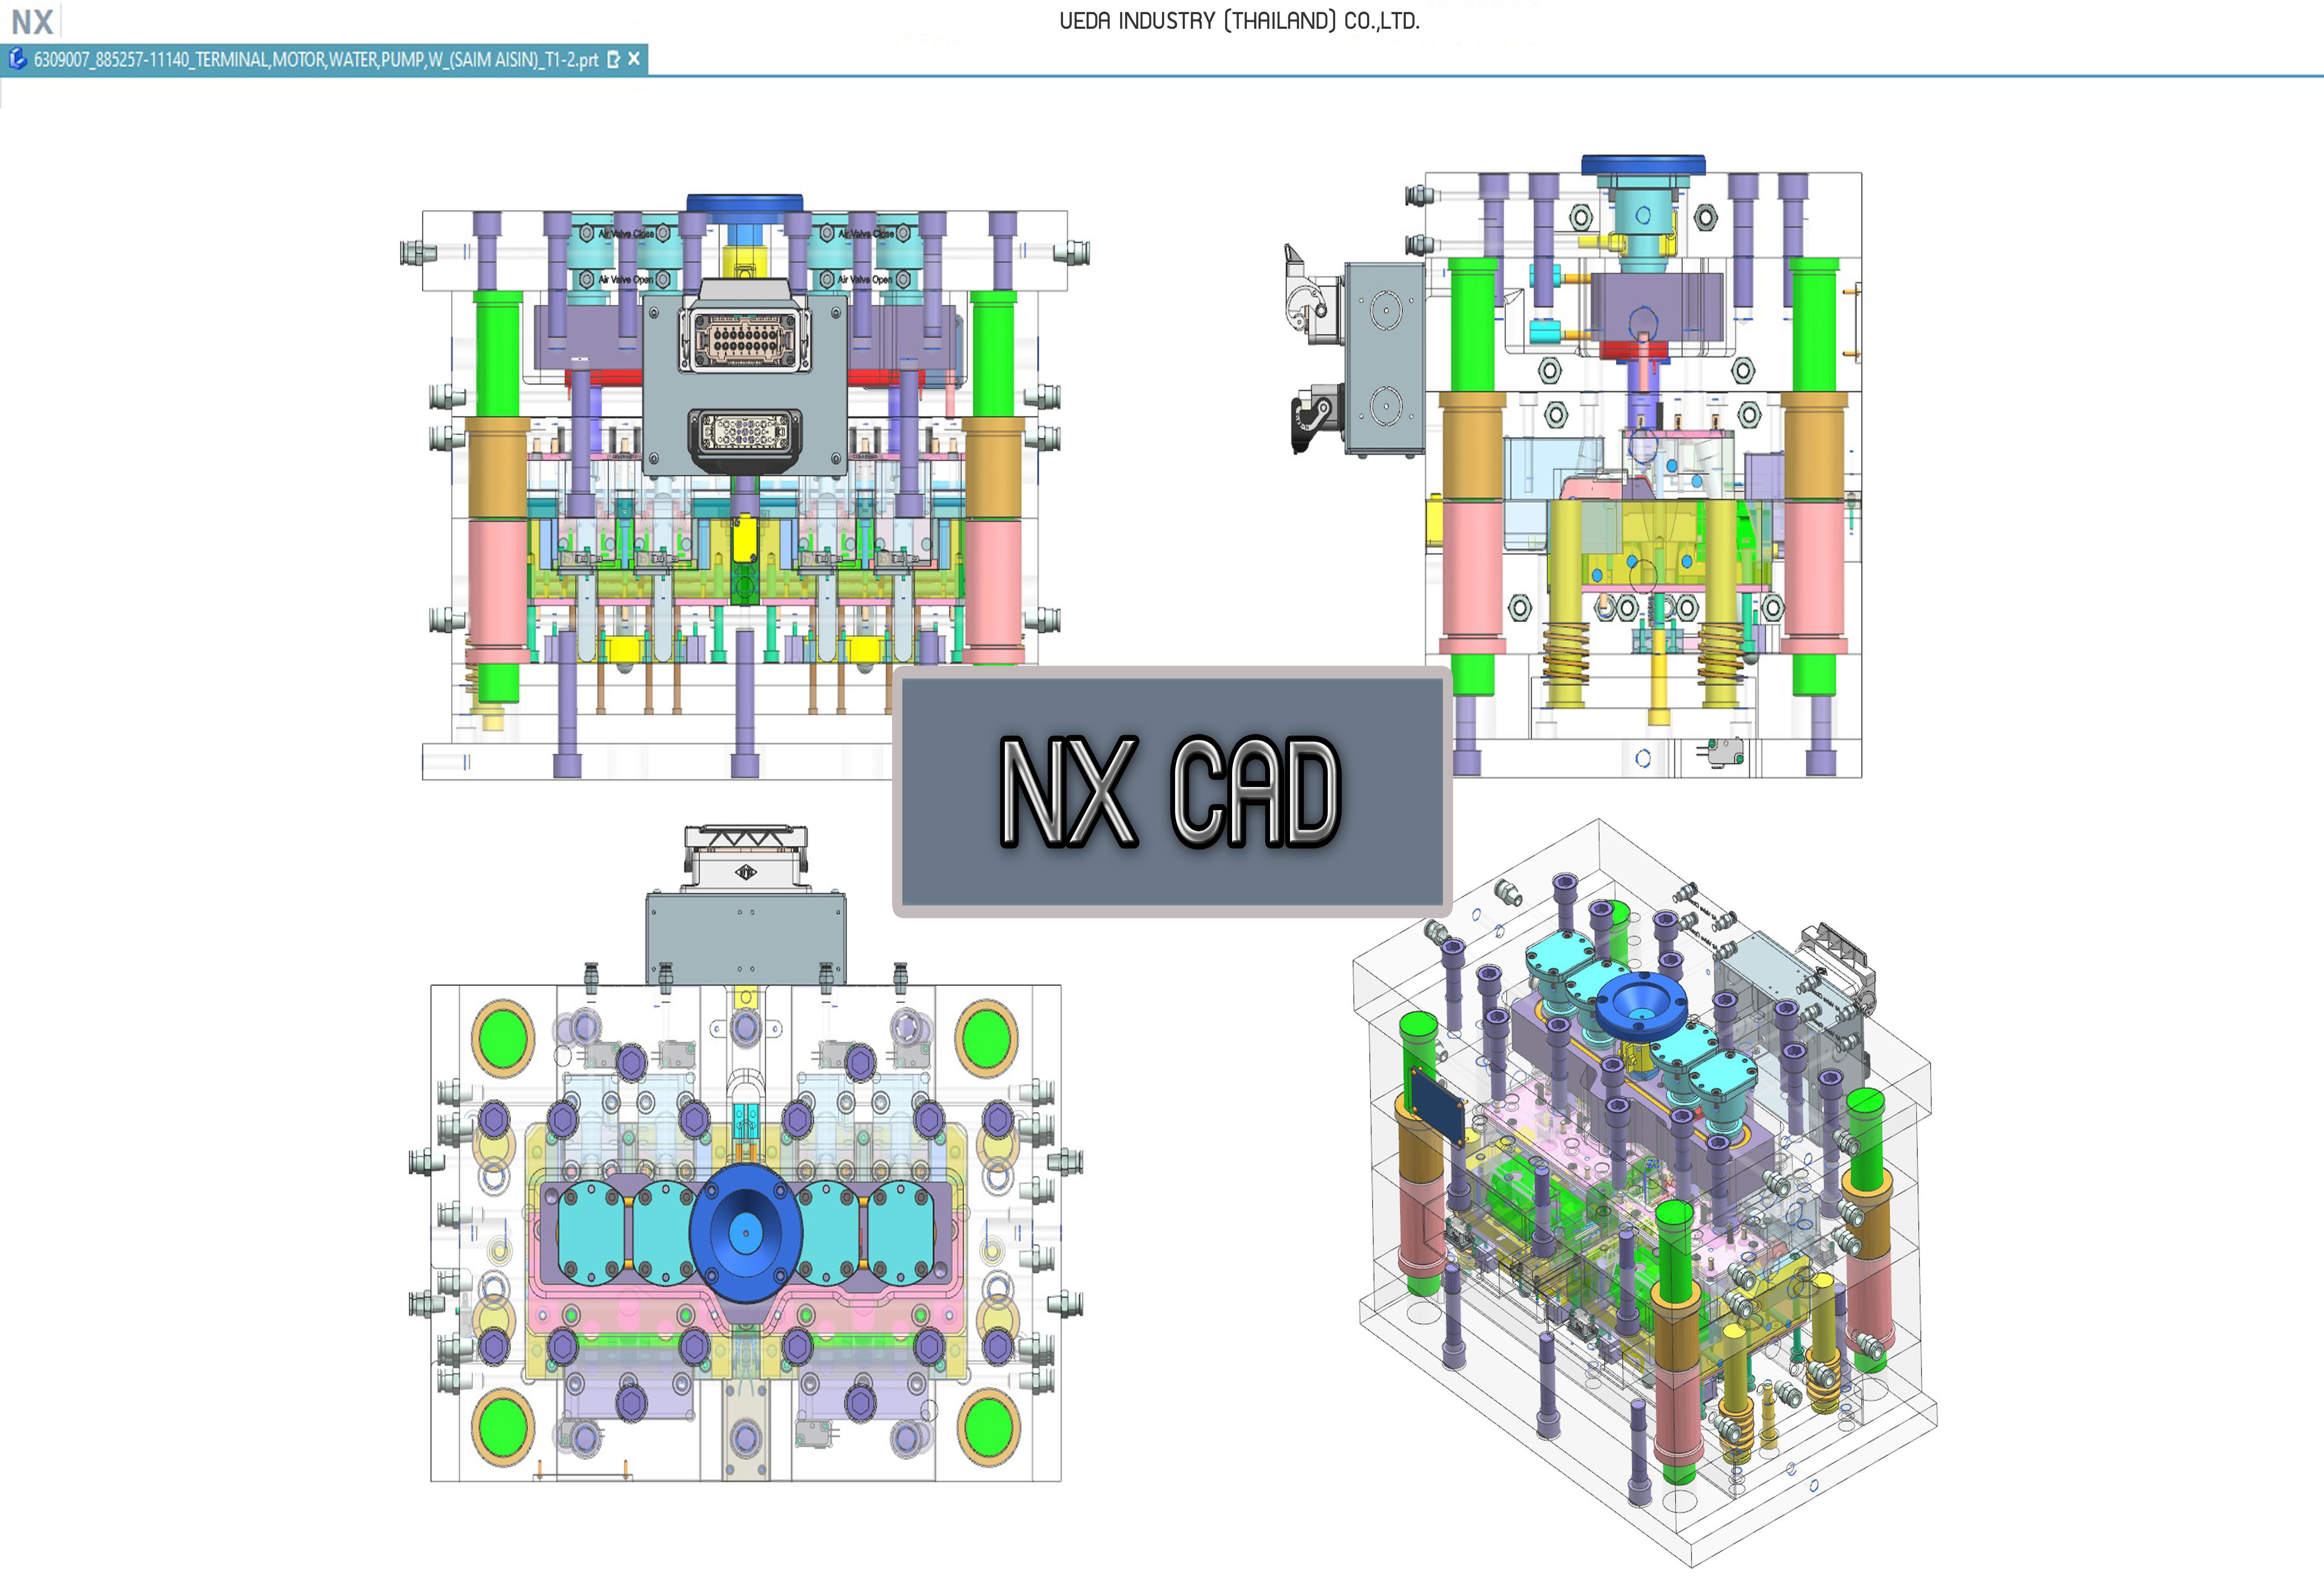 NX
UEDA INDUSTRY (THAILAND) CO.,LTD.
6309007_885257-11140_TERMINAL,MOTOR,WATER,PUMP,W_(SAIM AISIN)_T1-2.prt
Air Valve Close
Air Valve Close
Air Valve Open
Air Valve Open
NX CAD